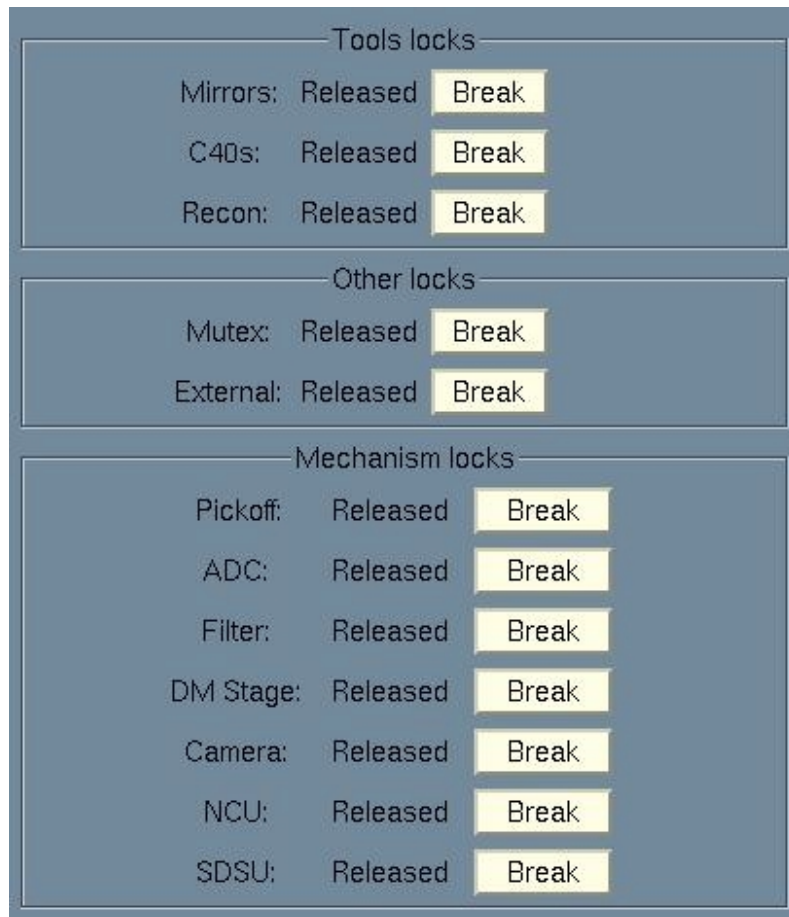 Tools locks
Mirrors: Released Break
C40s: Released Break
Recon: Released Break
Other locks
Mutex: Released Break
External: Released Break
Mechanism locks
Pickoff: Released Break
ADC: Released Break
Filter: Released Break
DM Stage: Released Break
Camera: Released Break
NCU: Released Break
SDSU: Released Break